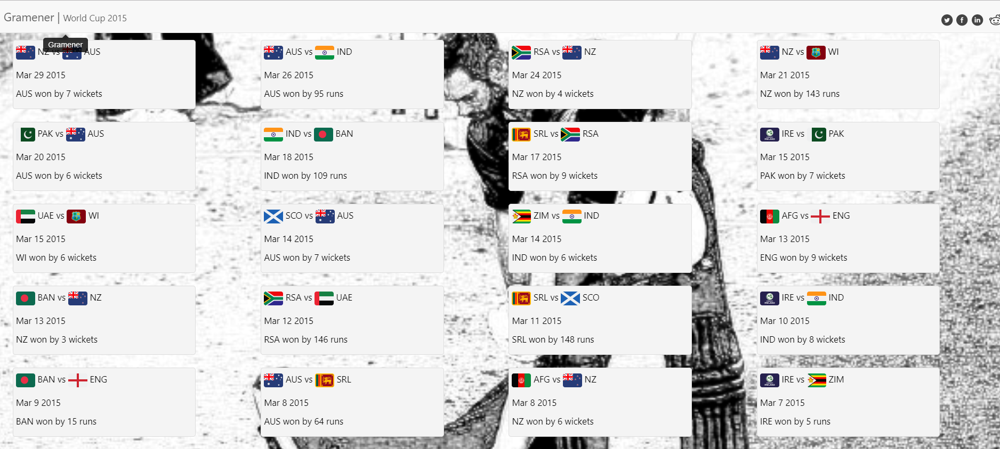 Gramener | World Cup 2015
Gramener
NZ vs AUS
Mar 29 2015
AUS won by 7 wickets
AUS vs IND
Mar 26 2015
AUS won by 95 runs
RSA vs NZ
Mar 24 2015
NZ won by 4 wickets
NZ vs WI
Mar 21 2015
NZ won by 143 runs
PAK vs AUS
Mar 20 2015
AUS won by 6 wickets
IND vs BAN
Mar 18 2015
IND won by 109 runs
SRL vs RSA
Mar 17 2015
RSA won by 9 wickets
IRE vs PAK
Mar 15 2015
PAK won by 7 wickets
UAE vs WI
Mar 15 2015
WI won by 6 wickets
SCO vs AUS
Mar 14 2015
AUS won by 7 wickets
ZIM vs IND
Mar 14 2015
IND won by 6 wickets
AFG vs ENG
Mar 13 2015
ENG won by 9 wickets
BAN vs NZ
Mar 13 2015
NZ won by 3 wickets
RSA vs UAE
Mar 12 2015
RSA won by 146 runs
SRL vs SCO
Mar 11 2015
SRL won by 148 runs
IRE vs IND
Mar 10 2015
IND won by 8 wickets
BAN vs ENG
Mar 9 2015
BAN won by 15 runs
AUS vs SRL
Mar 8 2015
AUS won by 64 runs
AFG vs NZ
Mar 8 2015
NZ won by 6 wickets
IRE vs ZIM
Mar 7 2015
IRE won by 5 runs